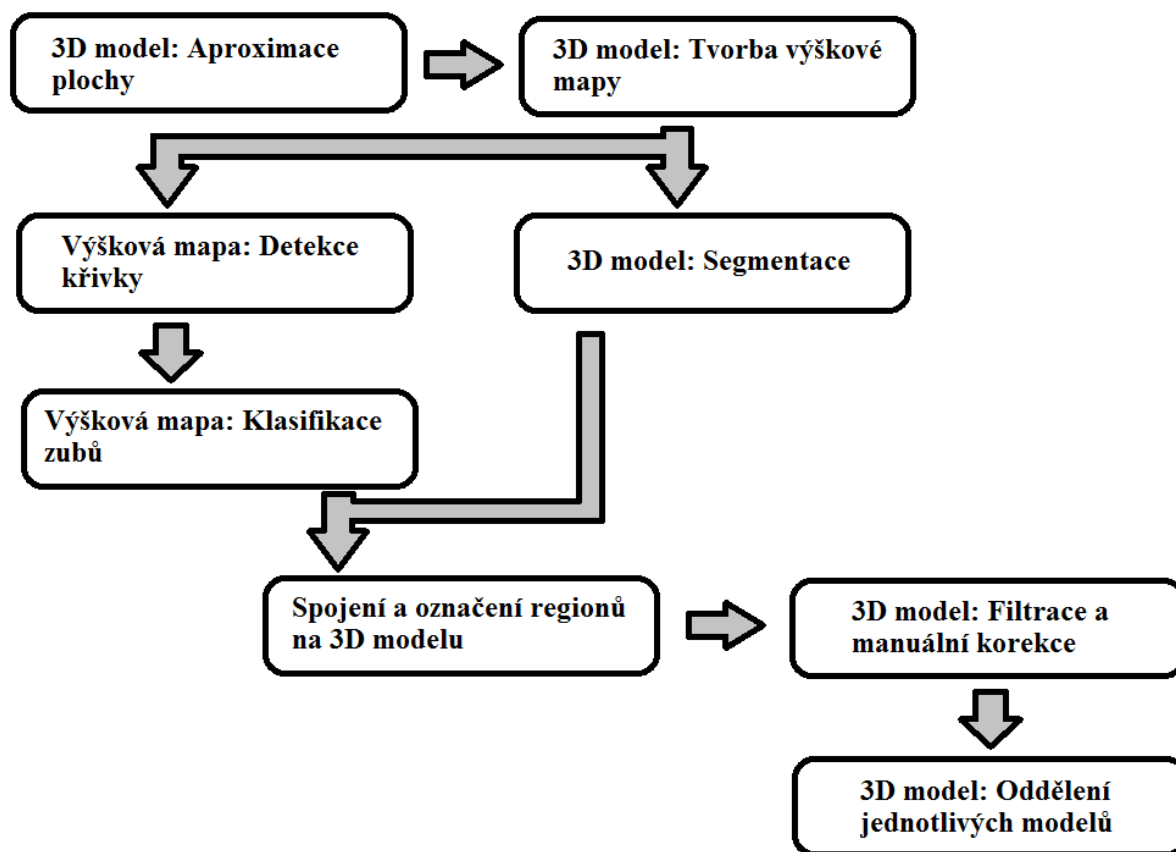 3D model: Aproximace
plochy
3D model: Tvorba výškové
mapy
Výšková mapa: Detekce
křivky
3D model: Segmentace
Výšková mapa: Klasifikace
zubů
Spojení a označení regionů
na 3D modelu
3D model: Filtrace a
manuální korekce
3D model: Oddělení
jednotlivých modelů